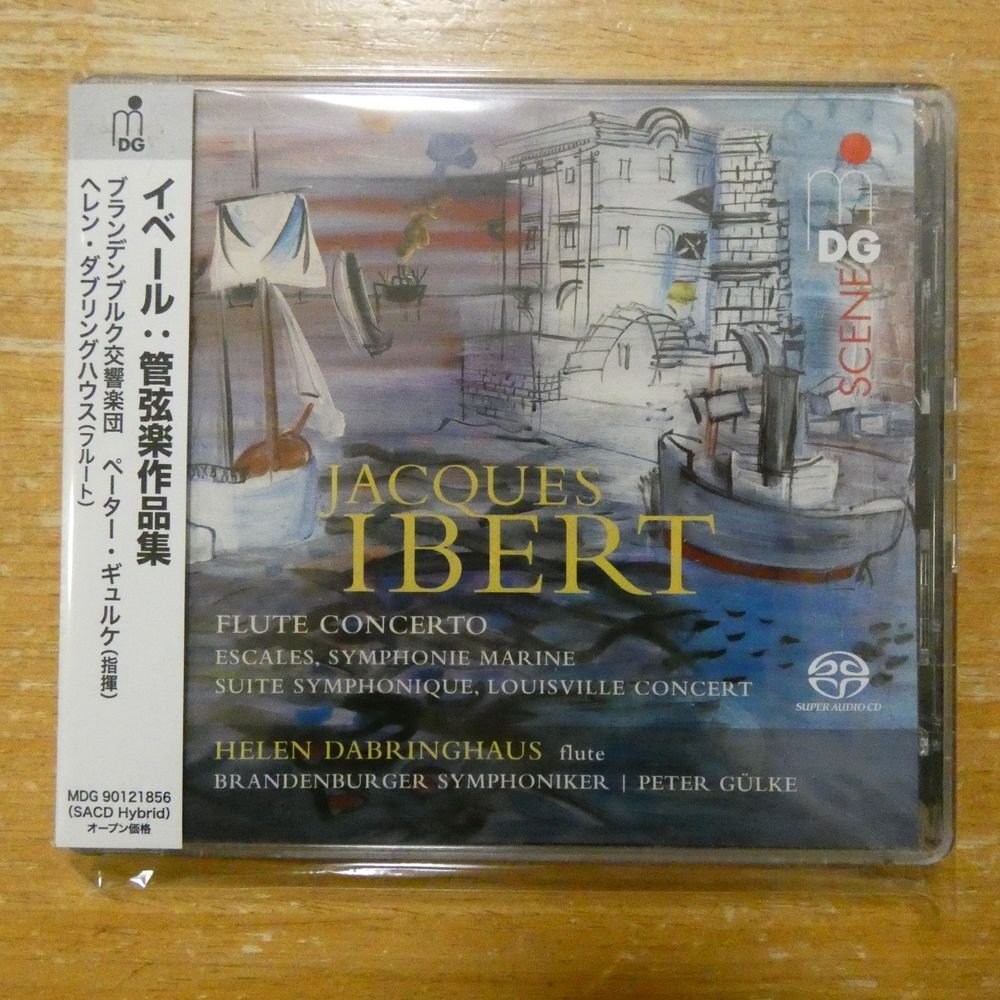 DG
イベール：管弦楽作品集
ブランデンブルク交響楽団　ペーター・ギュルケ(指揮)
ヘレン・ダブリングハウス(フルート)
MDG 90121856
(SACD Hybrid)
オープン価格
DG
SCENE
JACQUES
IBERT
FLUTE CONCERTO
ESCALES, SYMPHONIE MARINE
SUITE SYMPHONIQUE, LOUISVILLE CONCERT
SUPER AUDIO CD
HELEN DABRINGHAUS flute
BRANDENBURGER SYMPHONIKER | PETER GÜLKE